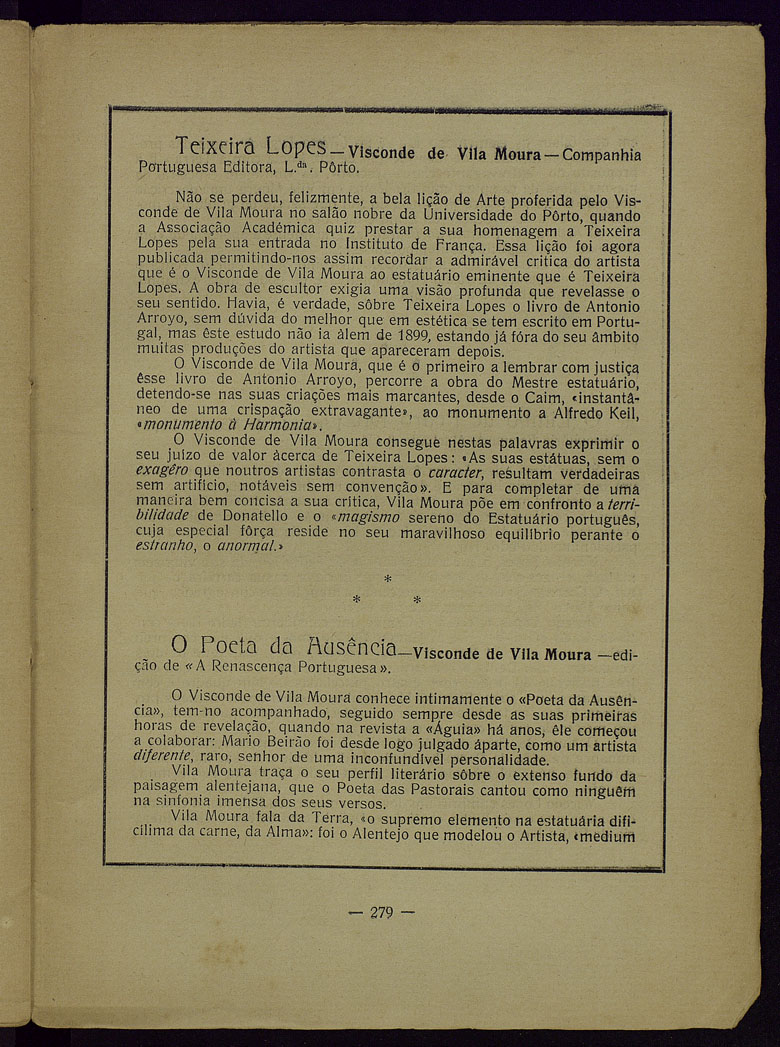 Teixeira Lopes — Visconde de Vila Moura — Companhia
Portuguesa Editora, L.da. Pôrto.
Não se perdeu, felizmente, a bela lição de Arte proferida pelo Vis-
conde de Vila Moura no salão nobre da Universidade do Pôrto, quando
a Associação Académica quiz prestar a sua homenagem a Teixeira
Lopes pela sua entrada no Instituto de França. Essa lição foi agora
publicada permitindo-nos assim recordar a admirável critica do artista
que é o Visconde de Vila Moura ao estatuário eminente que é Teixeira
Lopes. A obra de escultor exigia uma visão profunda que revelasse o
seu sentido. Havia, é verdade, sôbre Teixeira Lopes o livro de Antonio
Arroyo, sem dúvida do melhor que em estética se tem escrito em Portu-
gal, mas êste estudo não ia àlem de 1899, estando já fóra do seu âmbito
muitas produções do artista que apareceram depois.
O Visconde de Vila Moura, que é o primeiro a lembrar com justiça
êsse livro de Antonio Arroyo, percorre a obra do Mestre estatuário,
detendo-se nas suas criações mais marcantes, desde o Caim, «instantâ-
neo de uma crispação extravagante», ao monumento a Alfredo Keil,
«monumento à Harmonia».
O Visconde de Vila Moura consegue nestas palavras exprimir o
seu juízo de valor àcerca de Teixeira Lopes: «As suas estátuas, sem o
exagêro que noutros artistas contrasta o caracter, resultam verdadeiras
sem artifício, notáveis sem convenção». E para completar de uma
maneira bem concisa a sua crítica, Vila Moura põe em confronto a terri-
bilidade de Donatello e o «magismo sereno do Estatuário português,
cuja especial fôrça reside no seu maravilhoso equilíbrio perante o
estranho, o anormal.»
*
* *
O Poeta da Ausência — Visconde de Vila Moura — edi-
ção de «A Renascença Portuguesa».
O Visconde de Vila Moura conhece intimamente o «Poeta da Ausên-
cia», tem-no acompanhado, seguido sempre desde as suas primeiras
horas de revelação, quando na revista a «Águia» há anos, êle começou
a colaborar: Mario Beirão foi desde logo julgado áparte, como um artista
diferente, raro, senhor de uma inconfundível personalidade.
Vila Moura traça o seu perfil literário sôbre o extenso fundo da
paisagem alentejana, que o Poeta das Pastorais cantou como ninguêm
na sinfonia imensa dos seus versos.
Vila Moura fala da Terra, «o supremo elemento na estatuária difi-
cílima da carne, da Alma»: foi o Alentejo que modelou o Artista, «medium
— 279 —